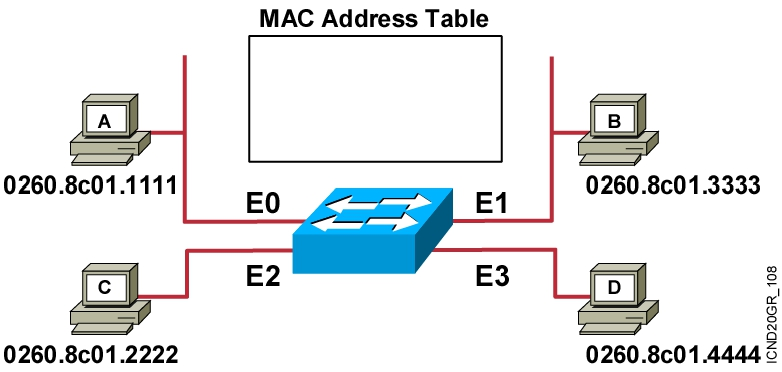 MAC Address Table
A
B
0260.8c01.1111
0260.8c01.3333
E0
E1
E2
E3
C
D
0260.8c01.2222
0260.8c01.4444
ICND20GR_108